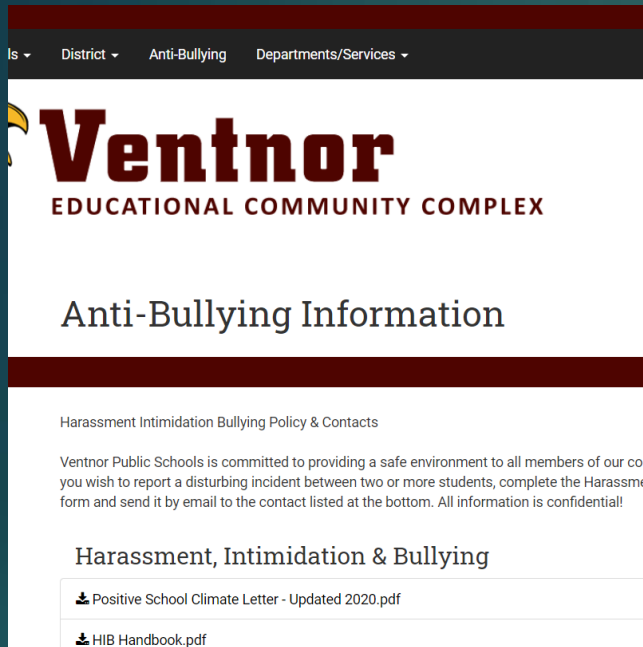 ls District Anti-Bullying Departments/Services
Ventnor
EDUCATIONAL COMMUNITY COMPLEX
Anti-Bullying Information
Harassment Intimidation Bullying Policy & Contacts
Ventnor Public Schools is committed to providing a safe environment to all members of our co
you wish to report a disturbing incident between two or more students, complete the Harassme
form and send it by email to the contact listed at the bottom. All information is confidential!
Harassment, Intimidation & Bullying
Positive School Climate Letter - Updated 2020.pdf
HIB Handbook.pdf